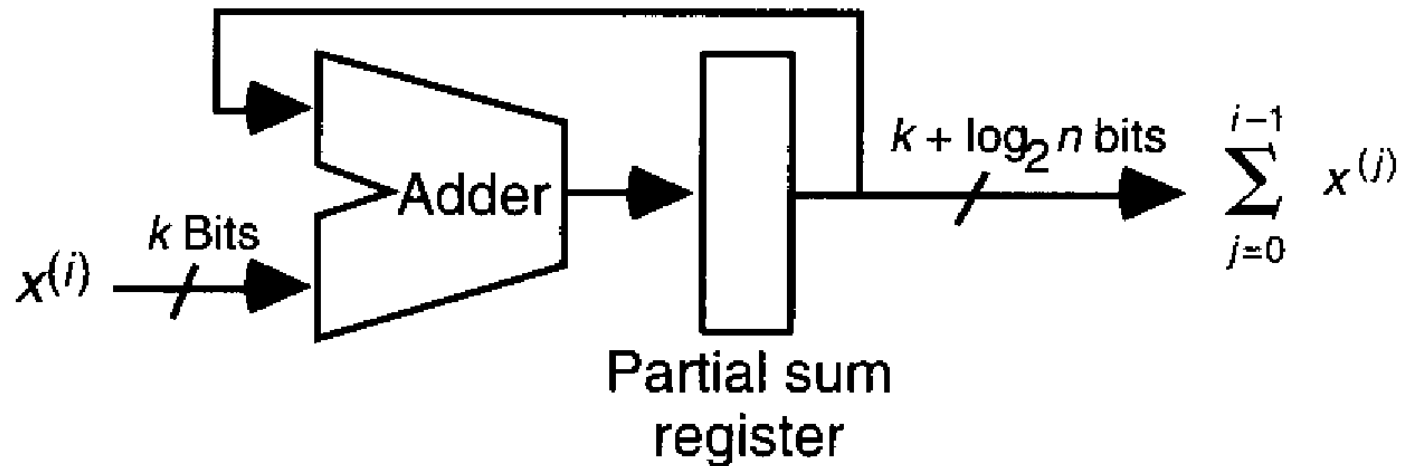 k + log₂ n bits
i−1
∑ x⁽ʲ⁾
j=0
Adder
k Bits
x⁽ⁱ⁾
Partial sum
register